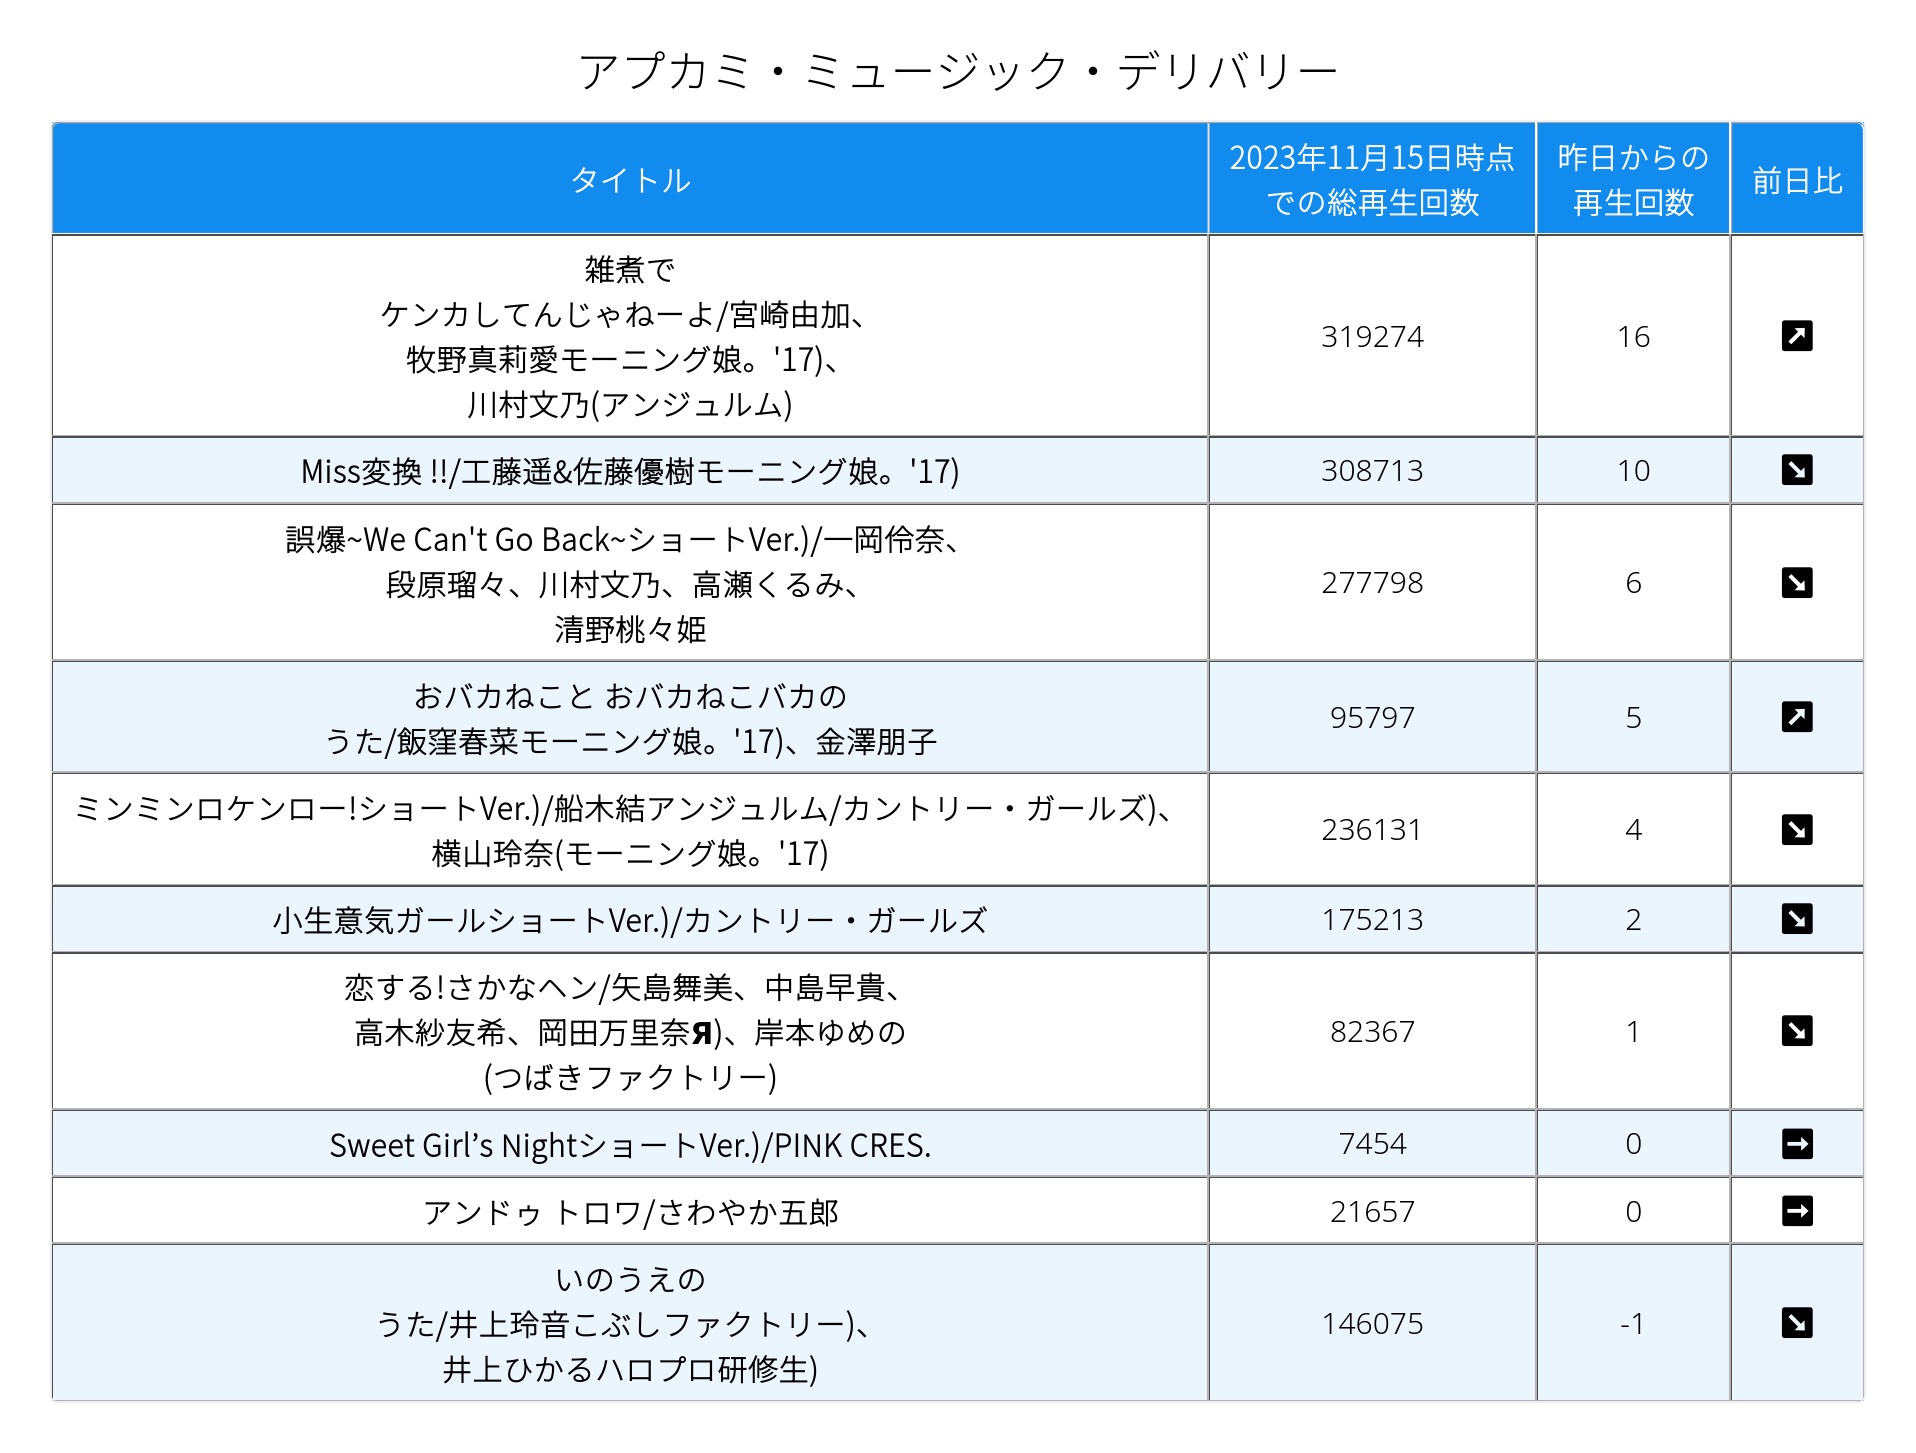 アプカミ・ミュージック・デリバリー
タイトル
2023年11月15日時点
での総再生回数
昨日からの
再生回数
前日比
雑煮で
ケンカしてんじゃねーよ/宮崎由加、
牧野真莉愛モーニング娘。'17)、
川村文乃(アンジュルム)
319274
16
Miss変換 !!/工藤遥&佐藤優樹モーニング娘。'17)
308713
10
誤爆~We Can't Go Back~ショートVer.)/一岡伶奈、
段原瑠々、川村文乃、高瀬くるみ、
清野桃々姫
277798
6
おバカねこと おバカねこバカの
うた/飯窪春菜モーニング娘。'17)、金澤朋子
95797
5
ミンミンロケンロー!ショートVer.)/船木結アンジュルム/カントリー・ガールズ)、
横山玲奈(モーニング娘。'17)
236131
4
小生意気ガールショートVer.)/カントリー・ガールズ
175213
2
恋する!さかなヘン/矢島舞美、中島早貴、
高木紗友希、岡田万里奈Я)、岸本ゆめの
(つばきファクトリー)
82367
1
Sweet Girl’s NightショートVer.)/PINK CRES.
7454
0
アンドゥ トロワ/さわやか五郎
21657
0
いのうえの
うた/井上玲音こぶしファクトリー)、
井上ひかるハロプロ研修生)
146075
-1